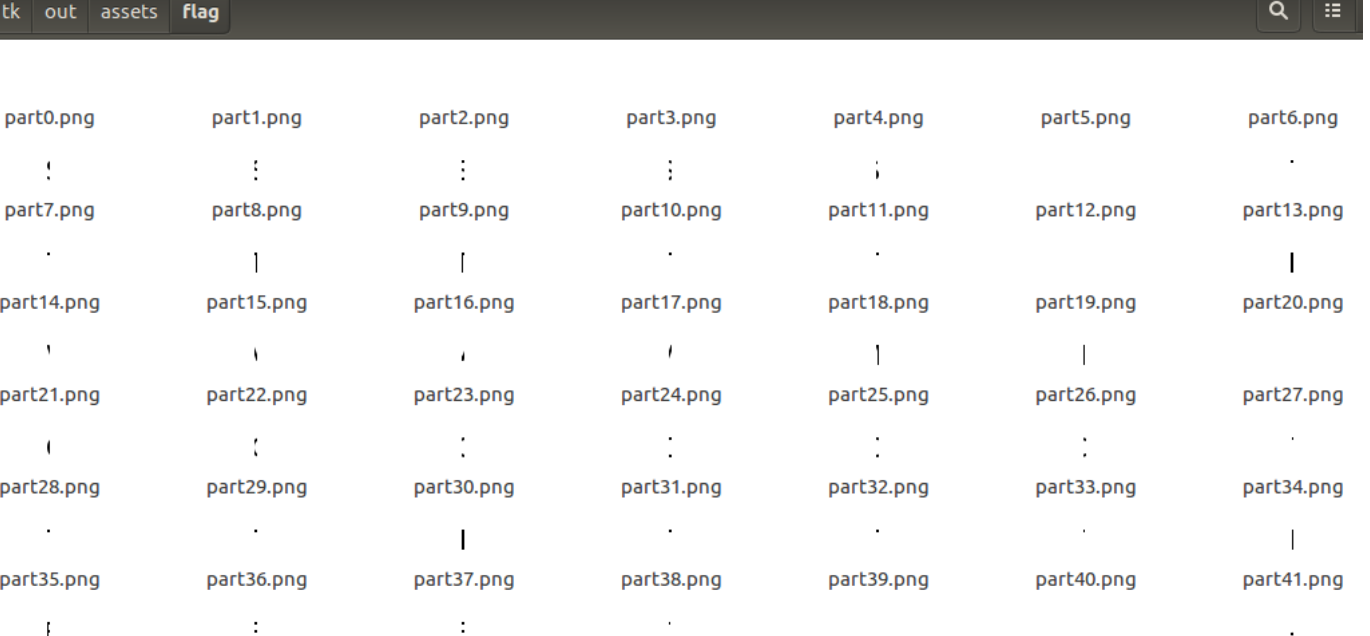 tk out assets flag
part0.png part1.png part2.png part3.png part4.png part5.png part6.png
part7.png part8.png part9.png part10.png part11.png part12.png part13.png
part14.png part15.png part16.png part17.png part18.png part19.png part20.png
part21.png part22.png part23.png part24.png part25.png part26.png part27.png
part28.png part29.png part30.png part31.png part32.png part33.png part34.png
part35.png part36.png part37.png part38.png part39.png part40.png part41.png